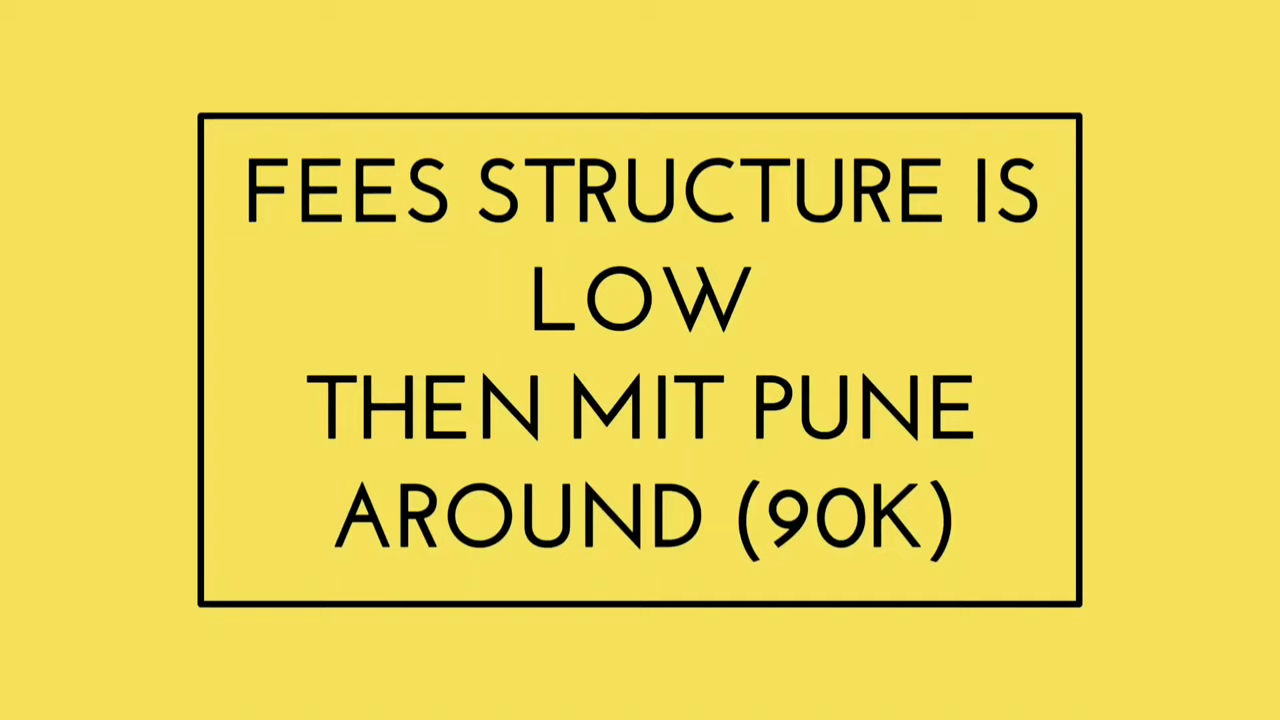 FEES STRUCTURE IS
LOW
THEN MIT PUNE
AROUND (90K)